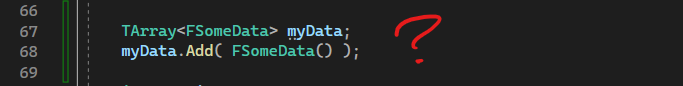 66
67 TArray<FSomeData> myData;
68 myData.Add( FSomeData() );
69
?